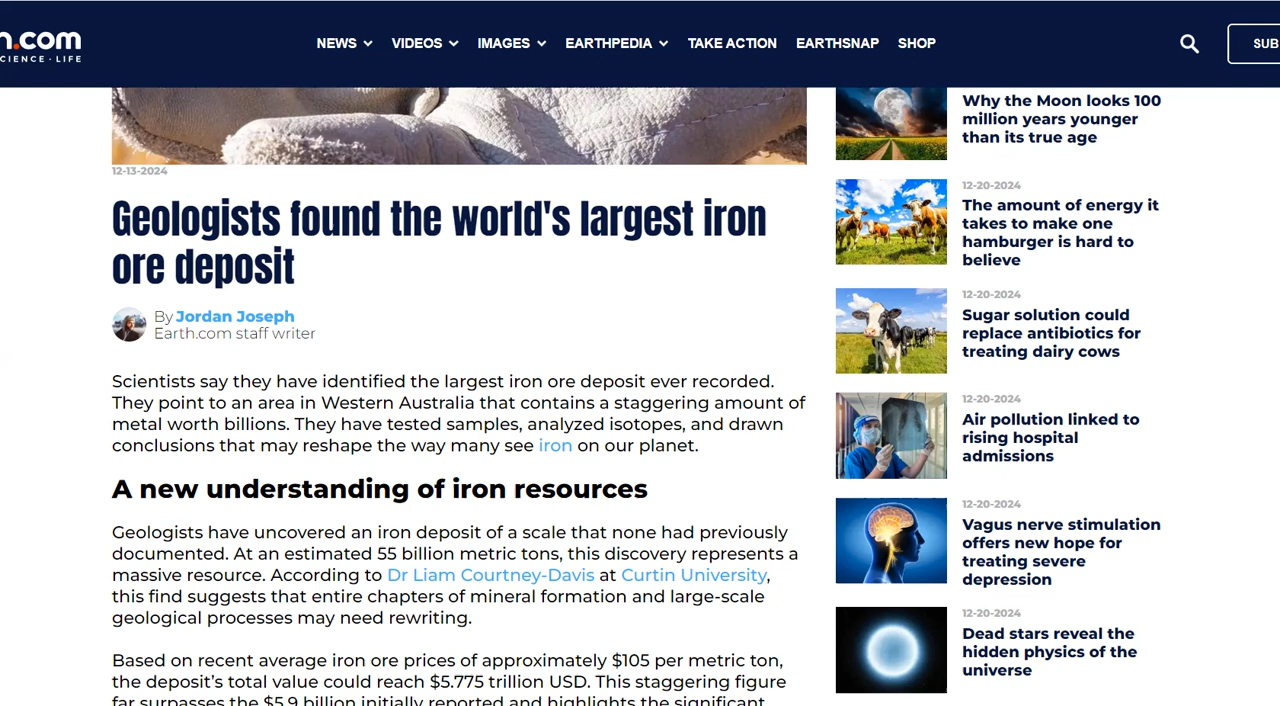 n.com
CIENCE · LIFE
NEWS
VIDEOS
IMAGES
EARTHPEDIA
TAKE ACTION
EARTHSNAP
SHOP
SUB
12-13-2024
Geologists found the world's largest iron
ore deposit
By Jordan Joseph
Earth.com staff writer
Scientists say they have identified the largest iron ore deposit ever recorded.
They point to an area in Western Australia that contains a staggering amount of
metal worth billions. They have tested samples, analyzed isotopes, and drawn
conclusions that may reshape the way many see iron on our planet.
A new understanding of iron resources
Geologists have uncovered an iron deposit of a scale that none had previously
documented. At an estimated 55 billion metric tons, this discovery represents a
massive resource. According to Dr Liam Courtney-Davis at Curtin University,
this find suggests that entire chapters of mineral formation and large-scale
geological processes may need rewriting.
Based on recent average iron ore prices of approximately $105 per metric ton,
the deposit’s total value could reach $5.775 trillion USD. This staggering figure
far surpasses the $5.9 billion initially reported and highlights the significant
Why the Moon looks 100
million years younger
than its true age
12-20-2024
The amount of energy it
takes to make one
hamburger is hard to
believe
12-20-2024
Sugar solution could
replace antibiotics for
treating dairy cows
12-20-2024
Air pollution linked to
rising hospital
admissions
12-20-2024
Vagus nerve stimulation
offers new hope for
treating severe
depression
12-20-2024
Dead stars reveal the
hidden physics of the
universe